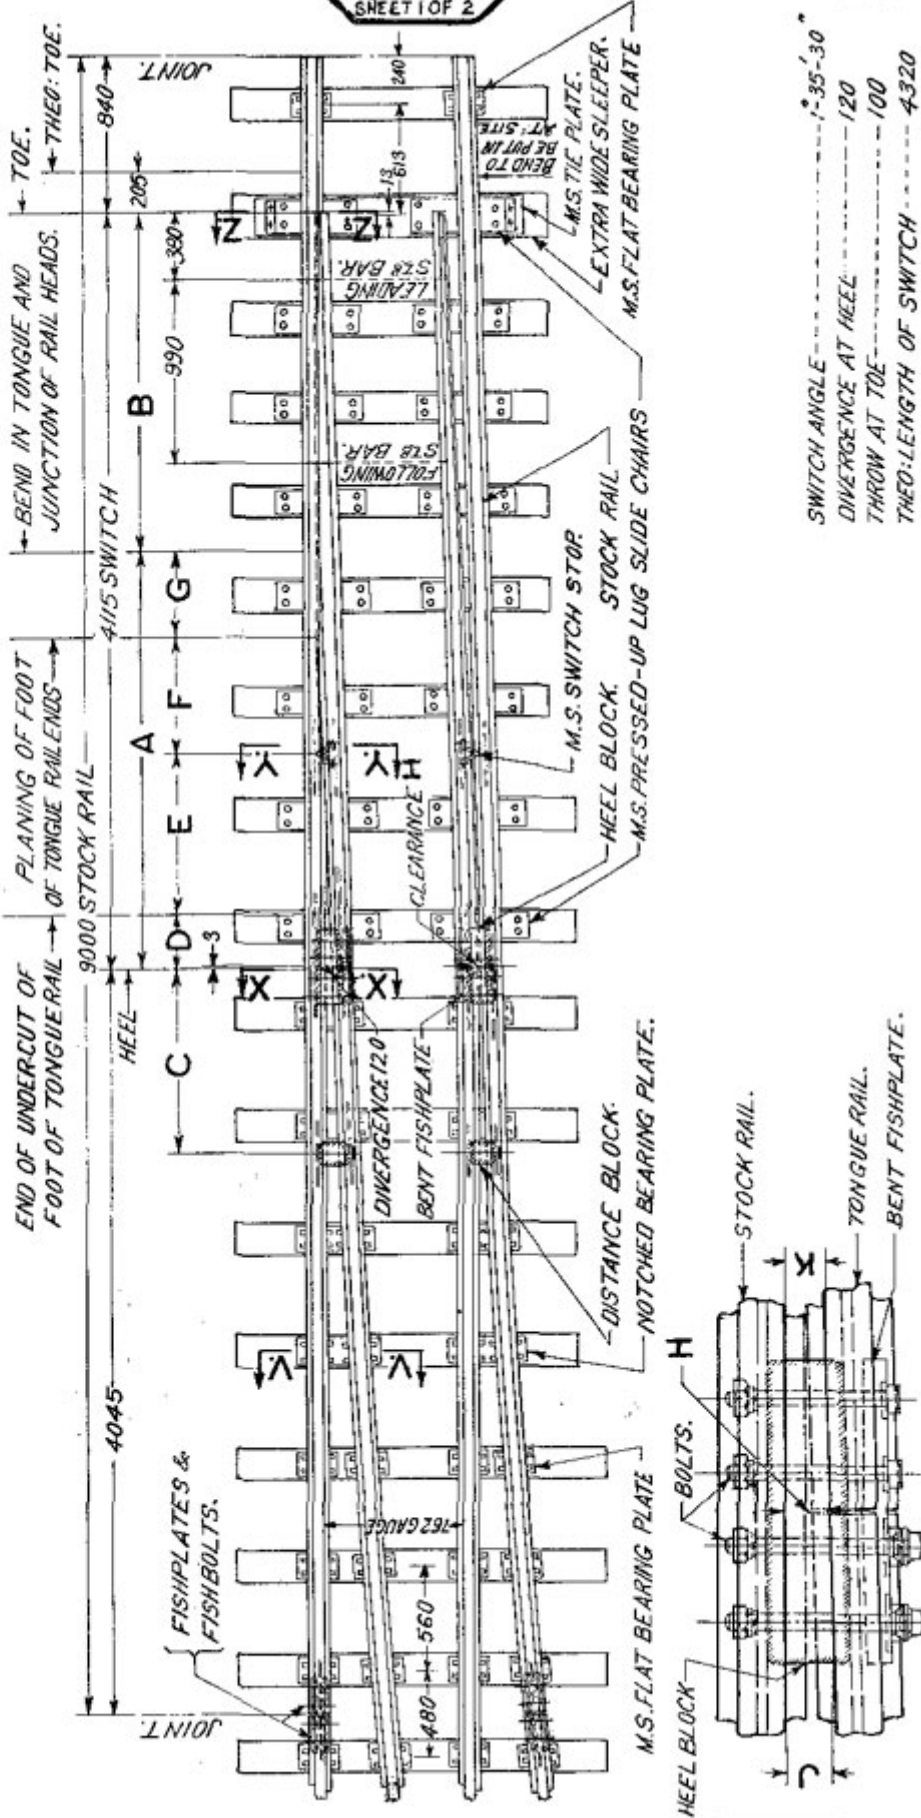 SHEET 1 OF 2
TOE.
THEO: TOE.
BEND IN TONGUE AND
JUNCTION OF RAIL HEADS.
PLANING OF FOOT
OF TONGUE RAIL ENDS
END OF UNDERCUT OF
FOOT OF TONGUE RAIL
9000 STOCK RAIL
4045
4115 SWITCH
840
205
HEEL
3
380
990
A
B
C
D
E
F
G
JOINT.
FISHPLATES &
FISHBOLTS.
JOINT.
240
613
13
V
V
X
X
Y
Y
Z
Z
H
762 GAUGE
480
560
DIVERGENCE 120
BENT FISHPLATE
CLEARANCE
FOLLOWING
STR BAR.
LEADING
STR BAR.
BEND TO
BE PUT IN
AT: SITE
M.S. TIE PLATE.
EXTRA WIDE SLEEPER.
M.S. FLAT BEARING PLATE
M.S. SWITCH STOP.
STOCK RAIL
HEEL BLOCK.
M.S. PRESSED-UP LUG SLIDE CHAIRS
DISTANCE BLOCK.
NOTCHED BEARING PLATE.
M.S. FLAT BEARING PLATE
HEEL BLOCK
BOLTS.
H
J
K
STOCK RAIL.
TONGUE RAIL.
BENT FISHPLATE.
SWITCH ANGLE 1°-35'-30"
DIVERGENCE AT HEEL 120
THROW AT TOE 100
THEO: LENGTH OF SWITCH 4320